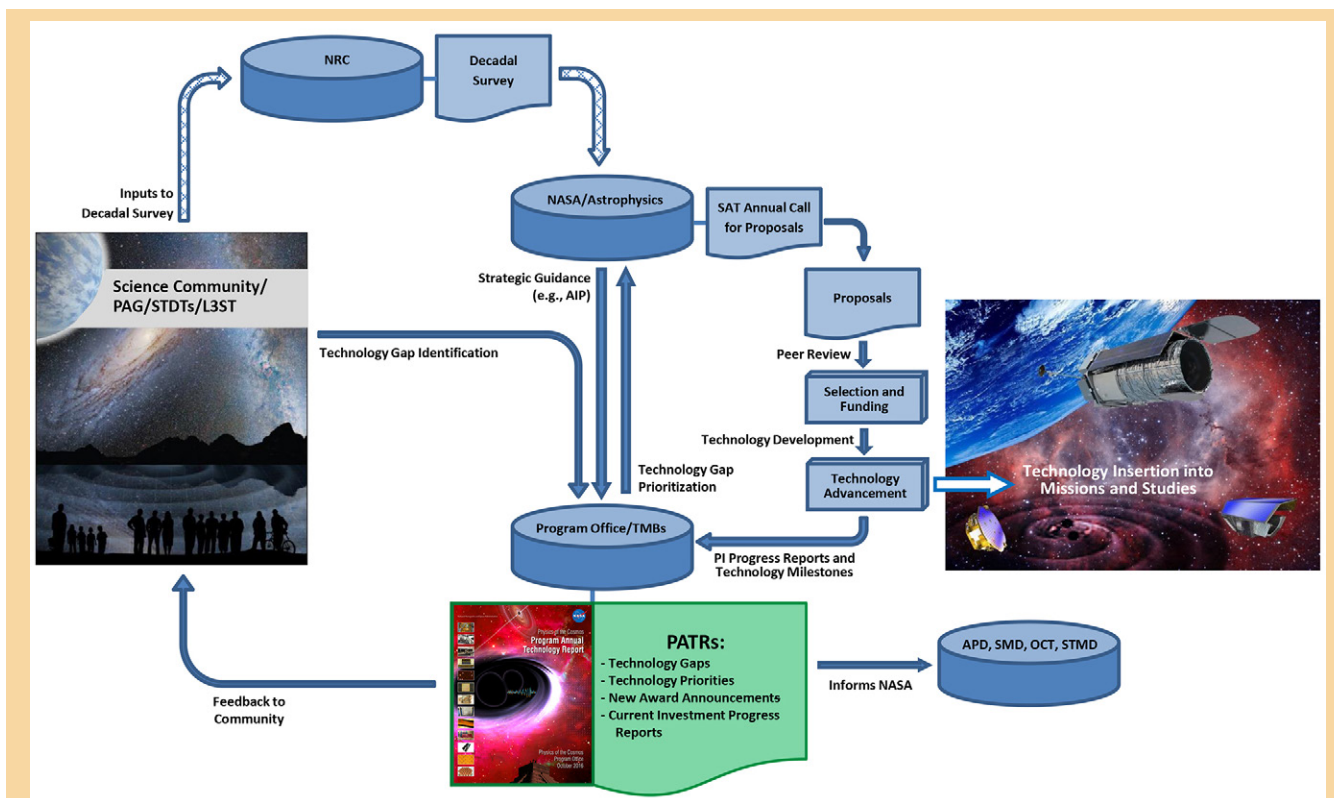 NRC
Decadal
Survey
Inputs to
Decadal Survey
NASA/Astrophysics
SAT Annual Call
for Proposals
Science Community/
PAG/STDTs/L3ST
Strategic Guidance
(e.g., AIP)
Proposals
Technology Gap Identification
Peer Review
Selection and
Funding
Technology Development
Technology Gap
Prioritization
Technology
Advancement
Technology Insertion into
Missions and Studies
Program Office/TMBs
PI Progress Reports and
Technology Milestones
NASA
Physics of the Cosmos
Program Annual
Technology Report
Physics of the Cosmos
Program Office
October 2016
PATRs:
- Technology Gaps
- Technology Priorities
- New Award Announcements
- Current Investment Progress
Reports
Informs NASA
APD, SMD, OCT, STMD
Feedback to
Community